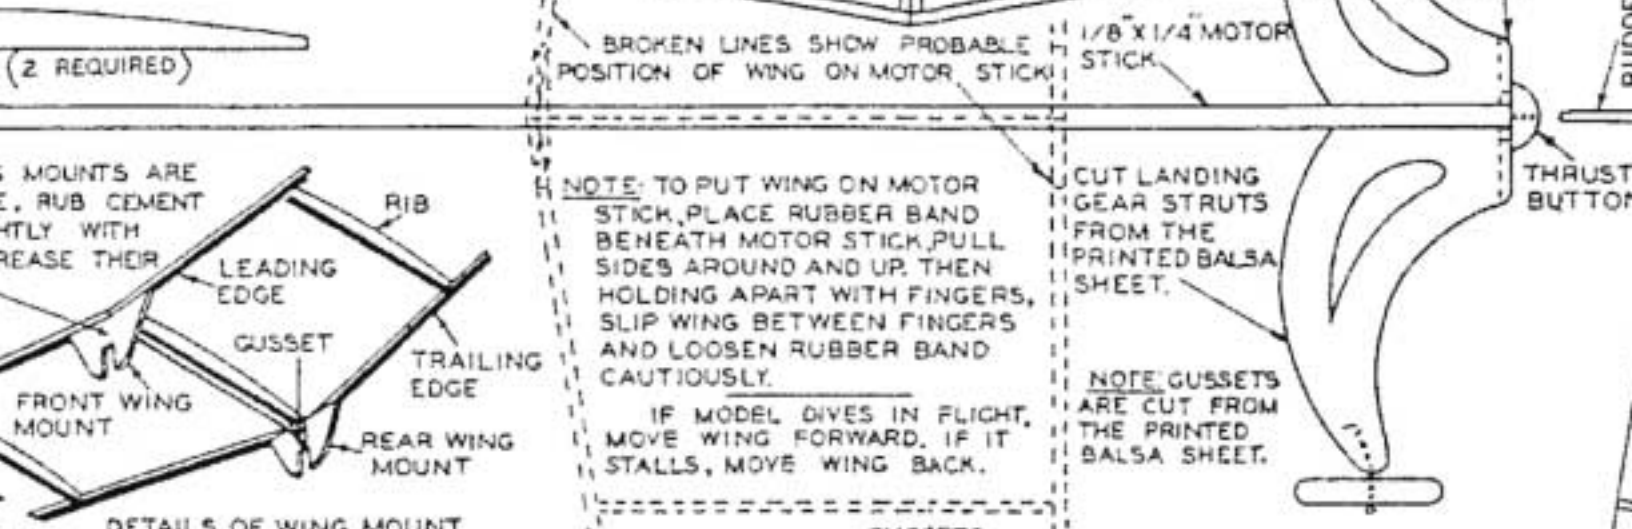 (2 REQUIRED)
BROKEN LINES SHOW PROBABLE
POSITION OF WING ON MOTOR STICK
1/8" X 1/4" MOTOR
STICK
THRUST
BUTTON
MOUNTS ARE
RUB CEMENT
WITH
THEIR
RIB
LEADING
EDGE
GUSSET
TRAILING
EDGE
FRONT WING
MOUNT
REAR WING
MOUNT
DETAILS OF WING MOUNT
NOTE: TO PUT WING ON MOTOR
STICK, PLACE RUBBER BAND
BENEATH MOTOR STICK, PULL
SIDES AROUND AND UP. THEN
HOLDING APART WITH FINGERS,
SLIP WING BETWEEN FINGERS
AND LOOSEN RUBBER BAND
CAUTIOUSLY.
IF MODEL DIVES IN FLIGHT,
MOVE WING FORWARD. IF IT
STALLS, MOVE WING BACK.
CUT LANDING
GEAR STRUTS
FROM THE
PRINTED BALSA
SHEET.
NOTE: GUSSETS
ARE CUT FROM
THE PRINTED
BALSA SHEET.